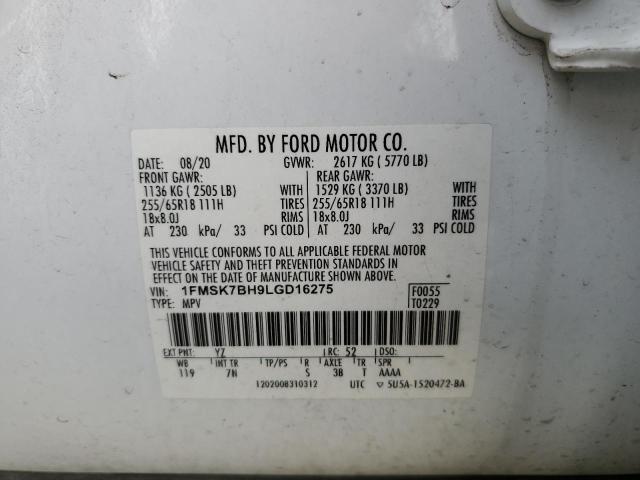 MFD. BY FORD MOTOR CO.
DATE: 08/20 GVWR: 2617 KG ( 5770 LB)
FRONT GAWR: REAR GAWR:
1136 KG ( 2505 LB) WITH 1529 KG ( 3370 LB) WITH
255/65R18 111H TIRES 255/65R18 111H TIRES
18x8.0J RIMS 18x8.0J RIMS
AT 230 kPa/ 33 PSI COLD AT 230 kPa/ 33 PSI COLD
THIS VEHICLE CONFORMS TO ALL APPLICABLE FEDERAL MOTOR
VEHICLE SAFETY AND THEFT PREVENTION STANDARDS IN
EFFECT ON THE DATE OF MANUFACTURE SHOWN ABOVE.
VIN: 1FMSK7BH9LGD16275 F0055
TYPE: MPV T0229
EXT PNT: YZ RC: 52 DSO:
WB INT TR TP/PS R AXLE TR SPR
119 7N S 3B T AAAA
1202008310312 UTC ▽ 5U5A-1520472-BA